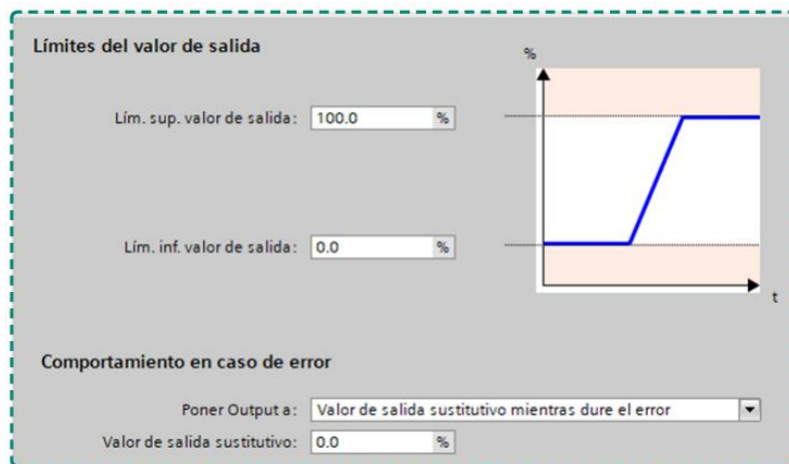 Límites del valor de salida
%
Lím. sup. valor de salida: 100.0 %
Lím. inf. valor de salida: 0.0 %
t
Comportamiento en caso de error
Poner Output a: Valor de salida sustitutivo mientras dure el error
Valor de salida sustitutivo: 0.0 %